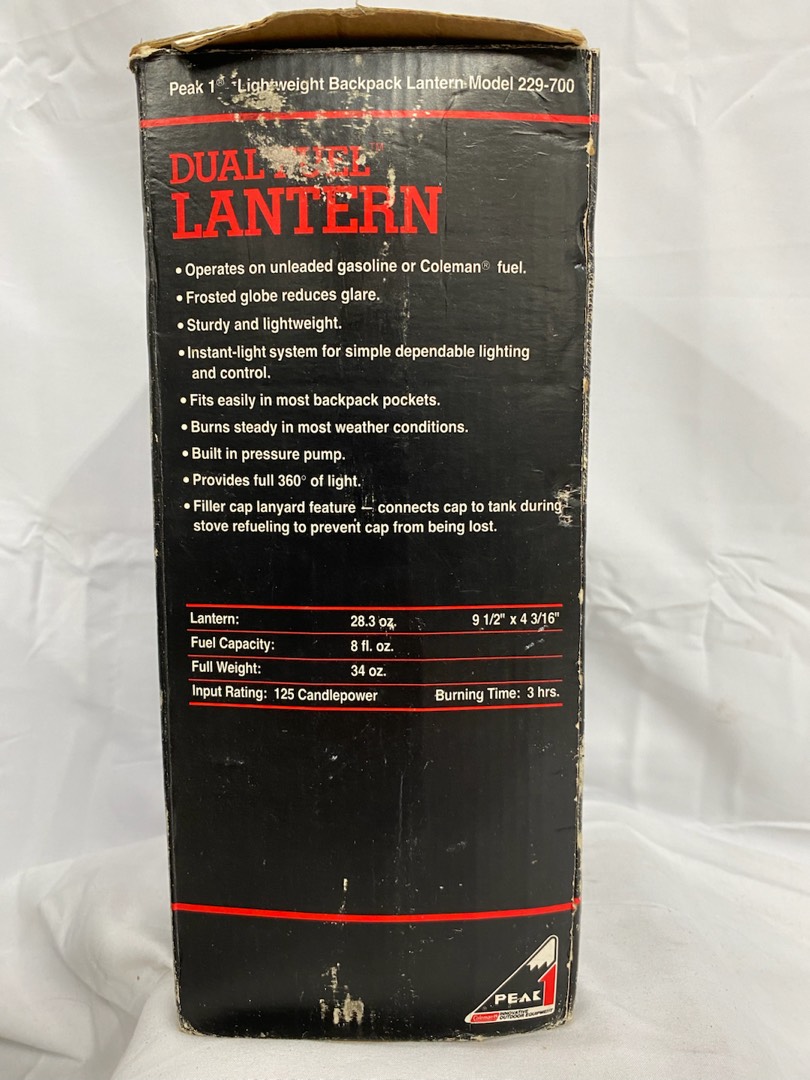 Peak 1® Lightweight Backpack Lantern Model 229-700
DUAL FUEL™
LANTERN
• Operates on unleaded gasoline or Coleman® fuel.
• Frosted globe reduces glare.
• Sturdy and lightweight.
• Instant-light system for simple dependable lighting
and control.
• Fits easily in most backpack pockets.
• Burns steady in most weather conditions.
• Built in pressure pump.
• Provides full 360° of light.
• Filler cap lanyard feature — connects cap to tank during
stove refueling to prevent cap from being lost.
Lantern: 28.3 oz. 9 1/2" x 4 3/16"
Fuel Capacity: 8 fl. oz.
Full Weight: 34 oz.
Input Rating: 125 Candlepower Burning Time: 3 hrs.
PEAK 1
Coleman® INNOVATIVE
OUTDOOR EQUIPMENT